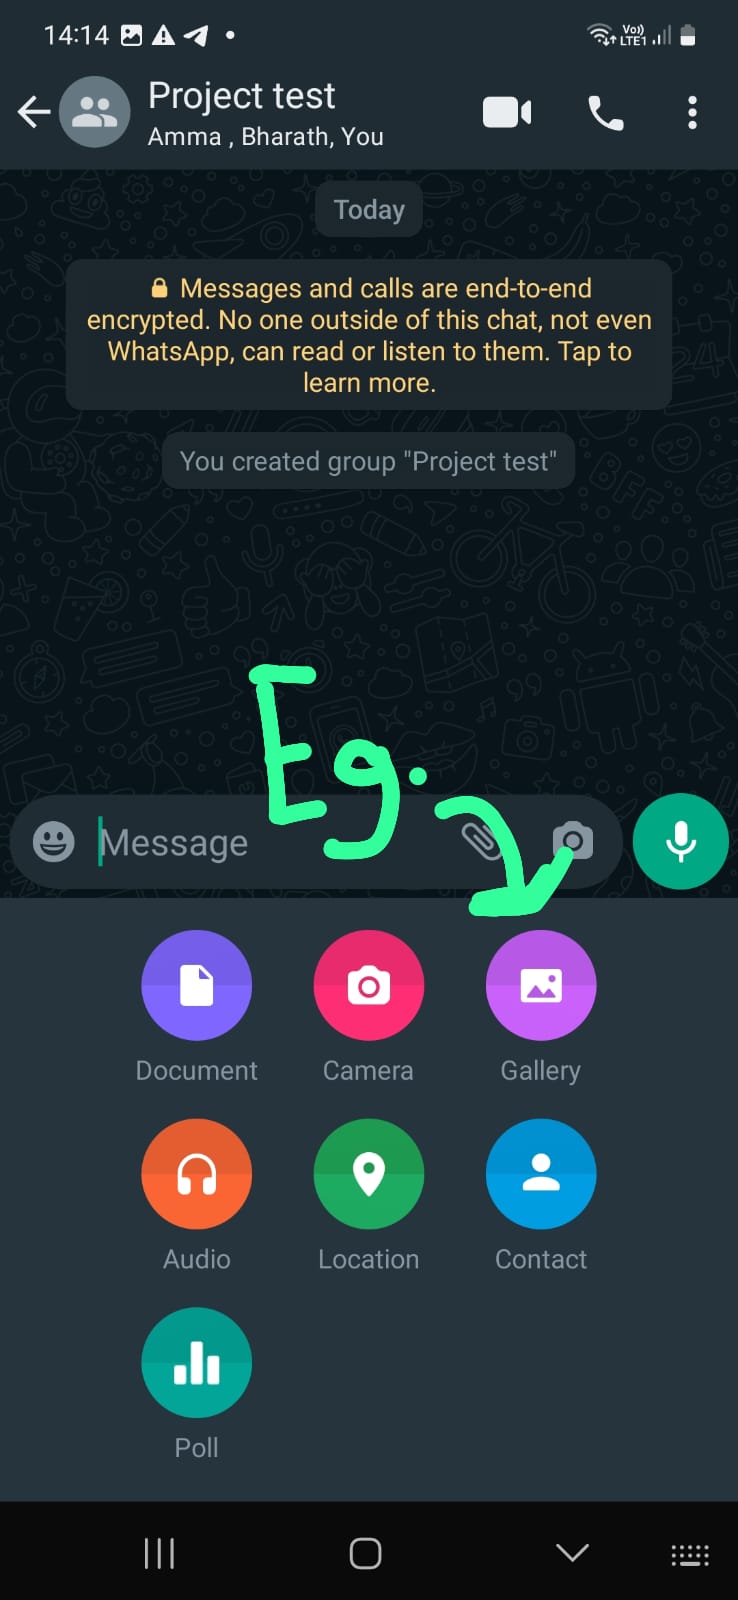 14:14 Vo)) LTE1
Project test
Amma , Bharath, You
Today
Messages and calls are end-to-end
encrypted. No one outside of this chat, not even
WhatsApp, can read or listen to them. Tap to
learn more.
You created group "Project test"
Eg.
Message
Document Camera Gallery
Audio Location Contact
Poll